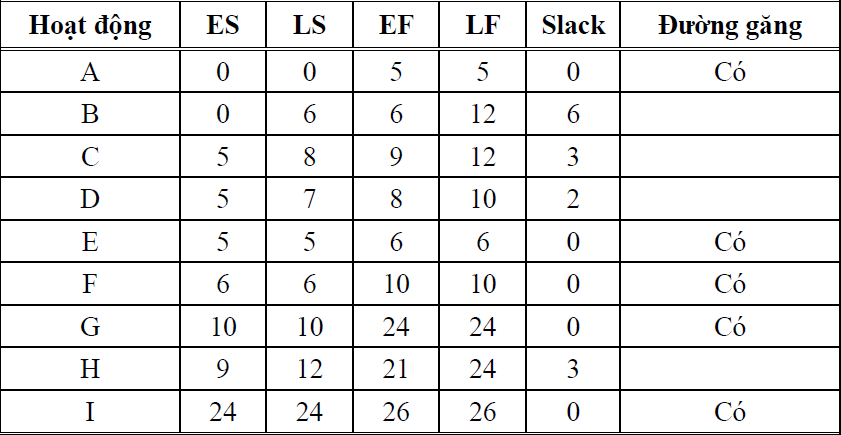 Hoạt động ES LS EF LF Slack Đường găng
A 0 0 5 5 0 Có
B 0 6 6 12 6
C 5 8 9 12 3
D 5 7 8 10 2
E 5 5 6 6 0 Có
F 6 6 10 10 0 Có
G 10 10 24 24 0 Có
H 9 12 21 24 3
I 24 24 26 26 0 Có